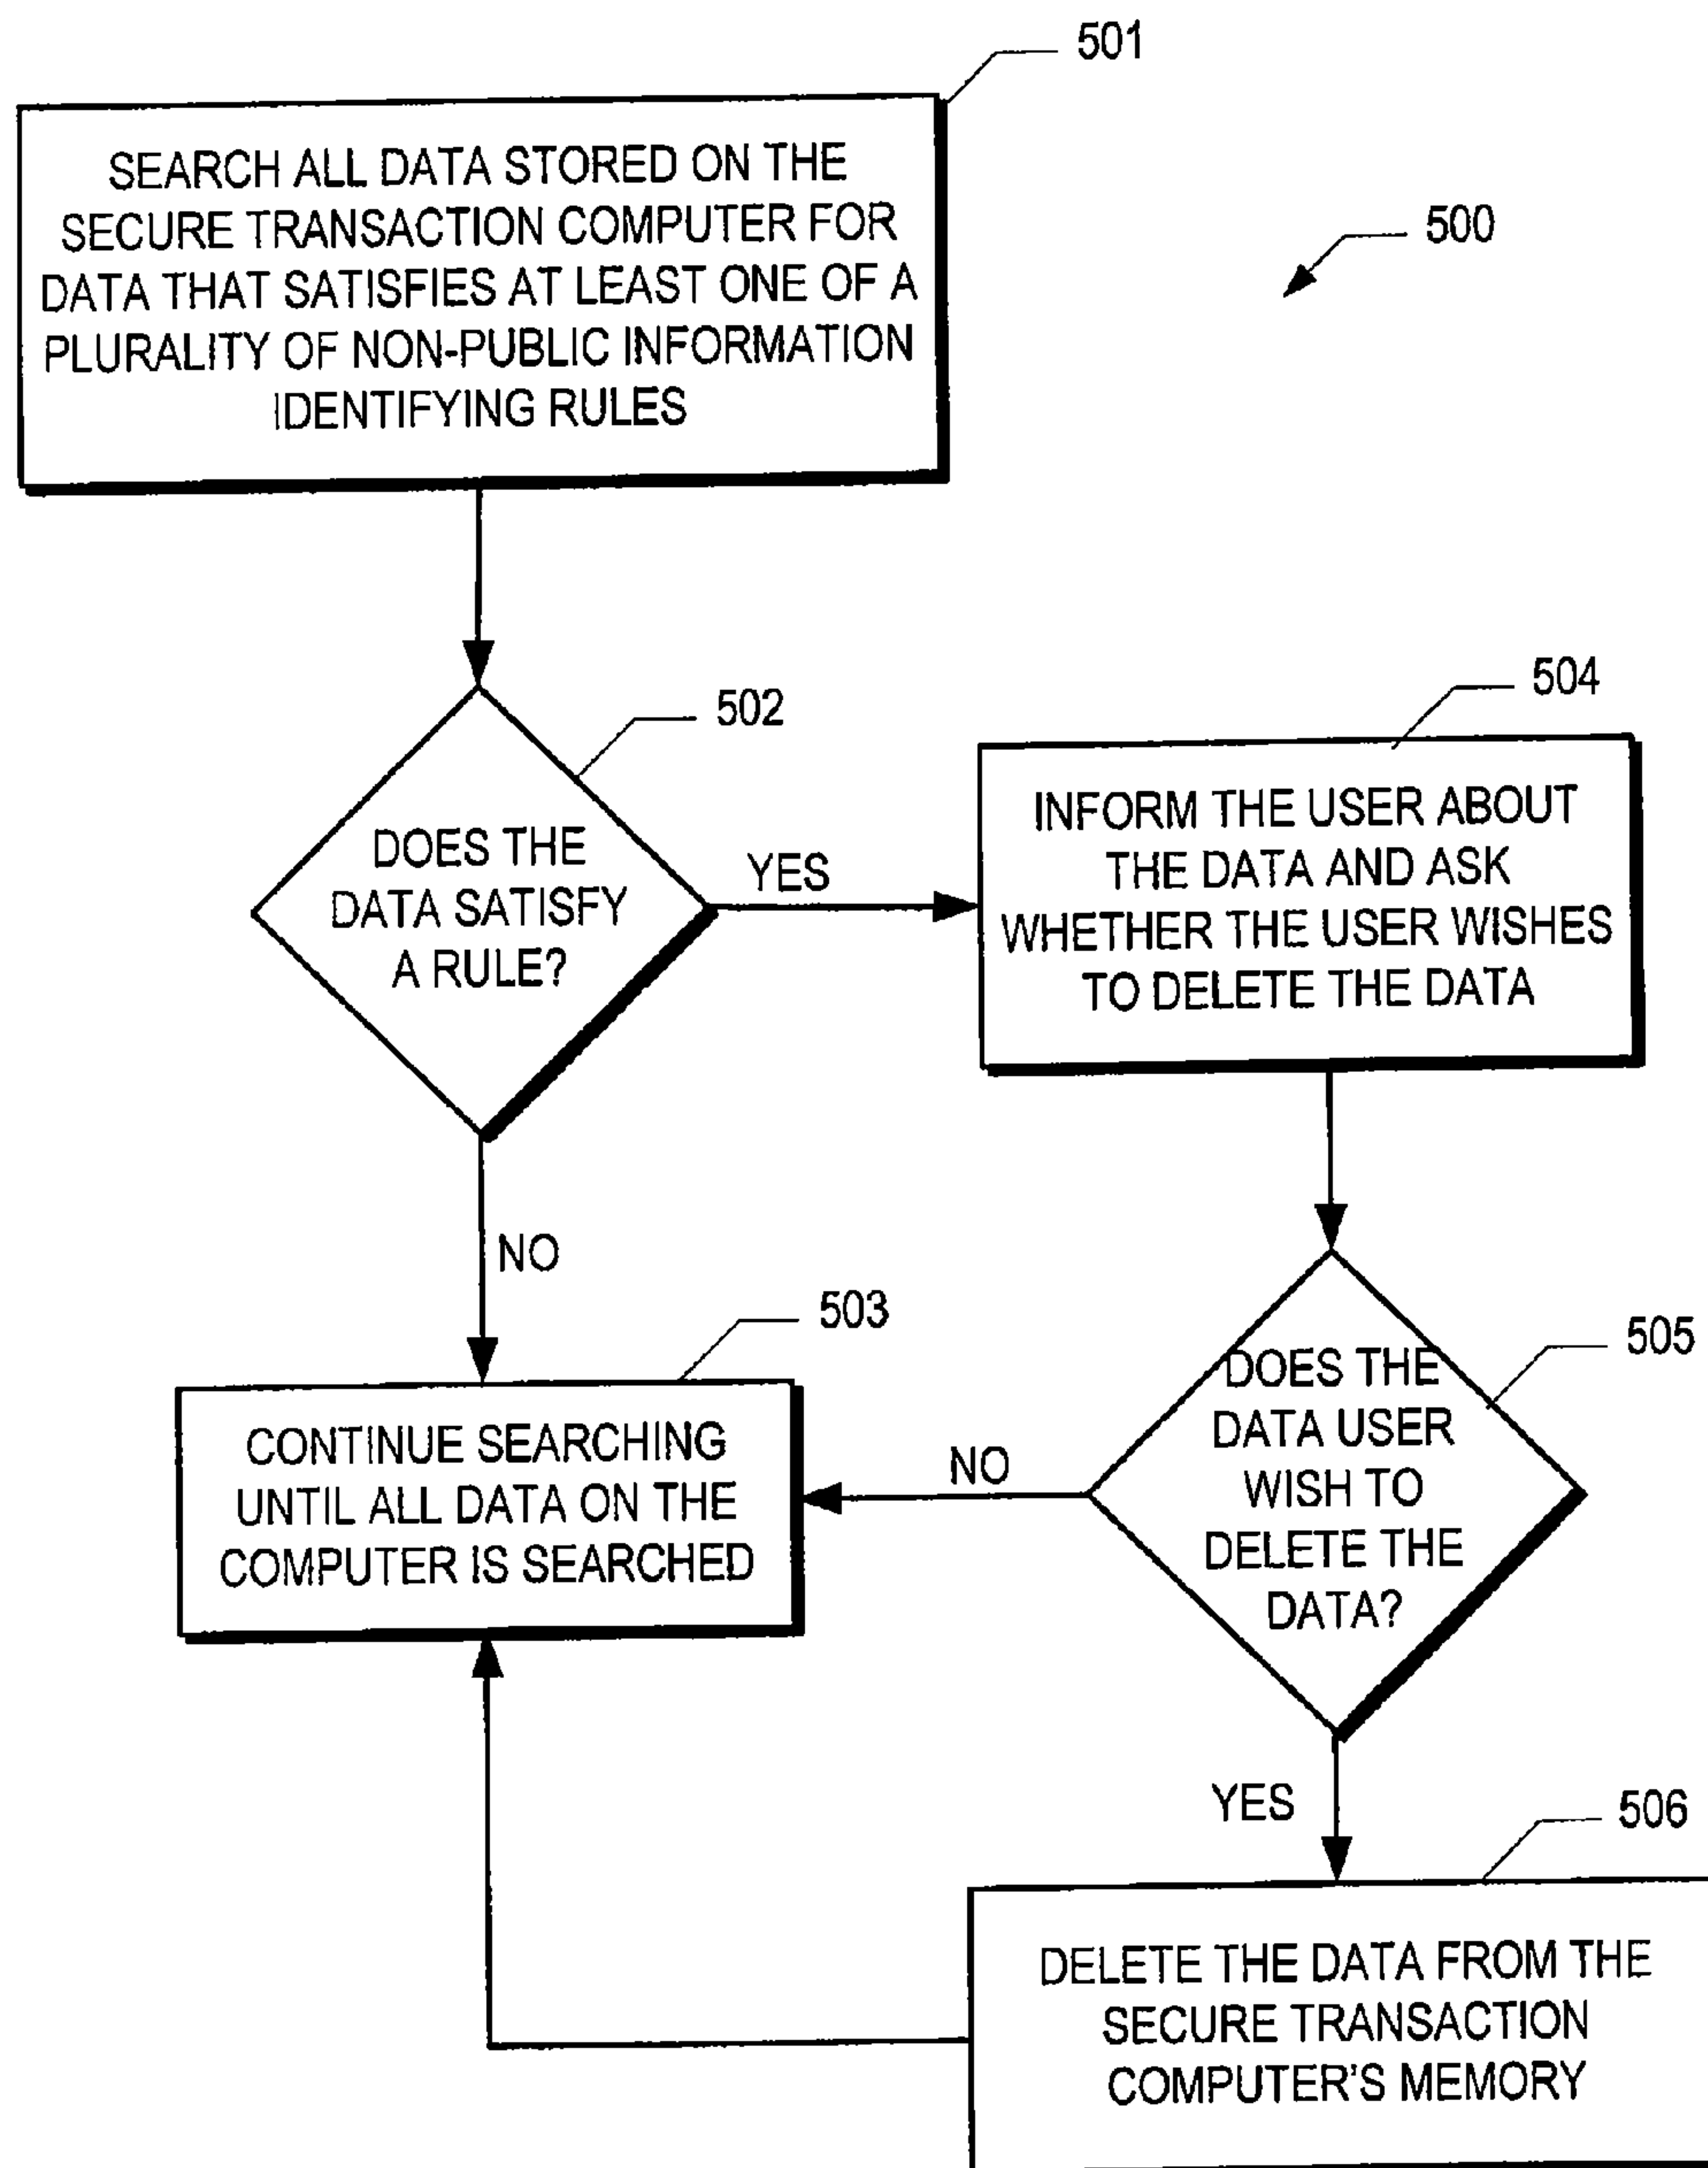 501
SEARCH ALL DATA STORED ON THE
SECURE TRANSACTION COMPUTER FOR
DATA THAT SATISFIES AT LEAST ONE OF A
PLURALITY OF NON-PUBLIC INFORMATION
IDENTIFYING RULES
500
502
DOES THE
DATA SATISFY
A RULE?
YES
504
INFORM THE USER ABOUT
THE DATA AND ASK
WHETHER THE USER WISHES
TO DELETE THE DATA
NO
503
CONTINUE SEARCHING
UNTIL ALL DATA ON THE
COMPUTER IS SEARCHED
NO
505
DOES THE
DATA USER
WISH TO
DELETE THE
DATA?
YES
506
DELETE THE DATA FROM THE
SECURE TRANSACTION
COMPUTER'S MEMORY